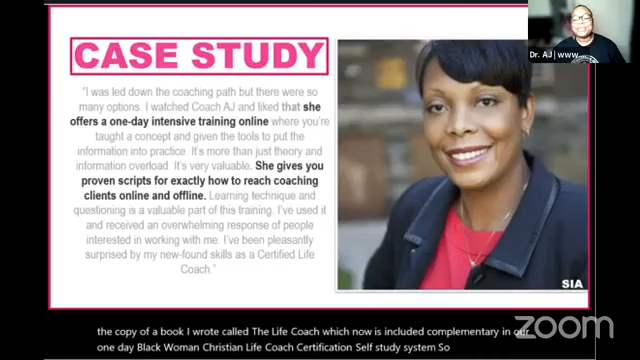 CASE STUDY
"I was led down the coaching path but there were so
many options. I watched Coach AJ and liked that she
offers a one-day intensive training online where you're
taught a concept and given the tools to put the
information into practice. It's more than just theory and
information overload. It's very valuable. She gives you
proven scripts for exactly how to reach coaching
clients online and offline. Learning technique and
questioning is a valuable part of this training. I've used it
and received an overwhelming response of people
interested in working with me. I've been pleasantly
surprised by my new-found skills as a Certified Life
Coach."
Dr. AJ | www.
SIA
zoom
the copy of a book I wrote called The Life Coach which now is included complementary in our
one day Black Woman Christian Life Coach Certification Self study system So